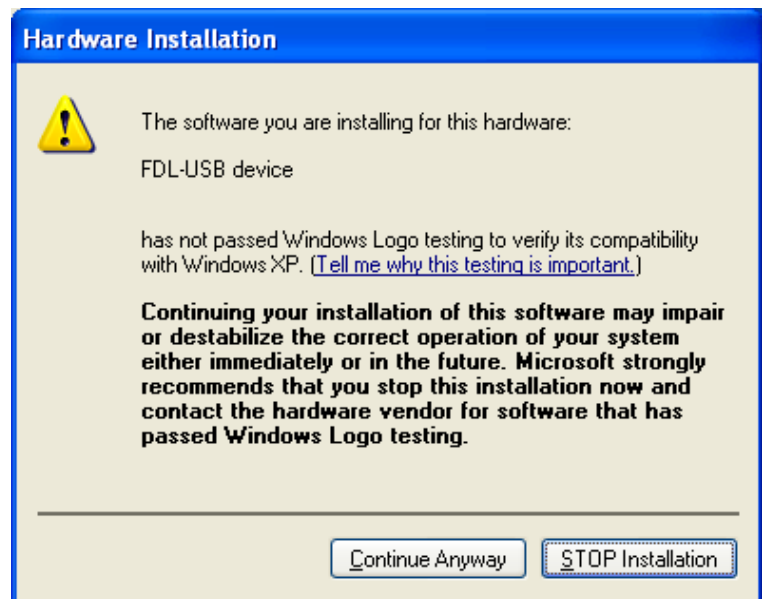 Hardware Installation
The software you are installing for this hardware:
FDL-USB device
has not passed Windows Logo testing to verify its compatibility
with Windows XP. (Tell me why this testing is important.)
Continuing your installation of this software may impair
or destabilize the correct operation of your system
either immediately or in the future. Microsoft strongly
recommends that you stop this installation now and
contact the hardware vendor for software that has
passed Windows Logo testing.
Continue Anyway
STOP Installation